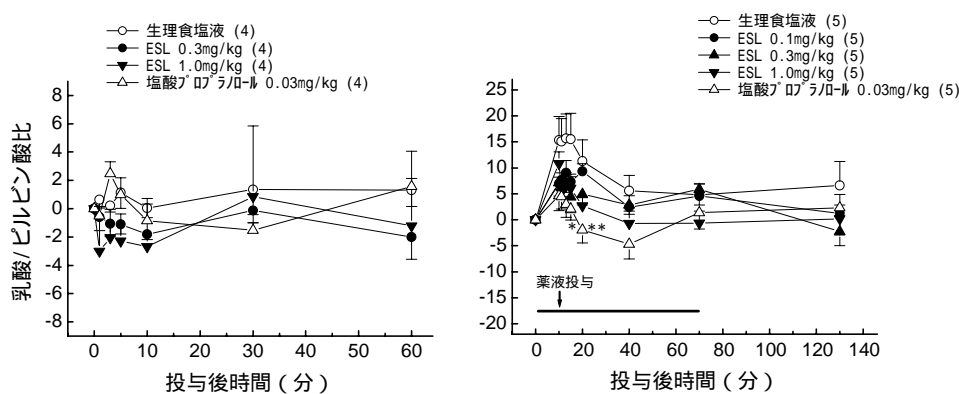 生理食塩液 (4)
ESL 0.3mg/kg (4)
ESL 1.0mg/kg (4)
塩酸ﾌﾟﾛﾌﾟﾗﾉﾛｰﾙ 0.03mg/kg (4)
乳酸/ピルビン酸比
8
6
4
2
0
-2
-4
-6
-8
0 10 20 30 40 50 60
投与後時間（分）
生理食塩液 (5)
ESL 0.1mg/kg (5)
ESL 0.3mg/kg (5)
ESL 1.0mg/kg (5)
塩酸ﾌﾟﾛﾌﾟﾗﾉﾛｰﾙ 0.03mg/kg (5)
25
20
15
10
5
0
-5
-10
-15
-20
* **
薬液投与
0 20 40 60 80 100 120 140
投与後時間（分）